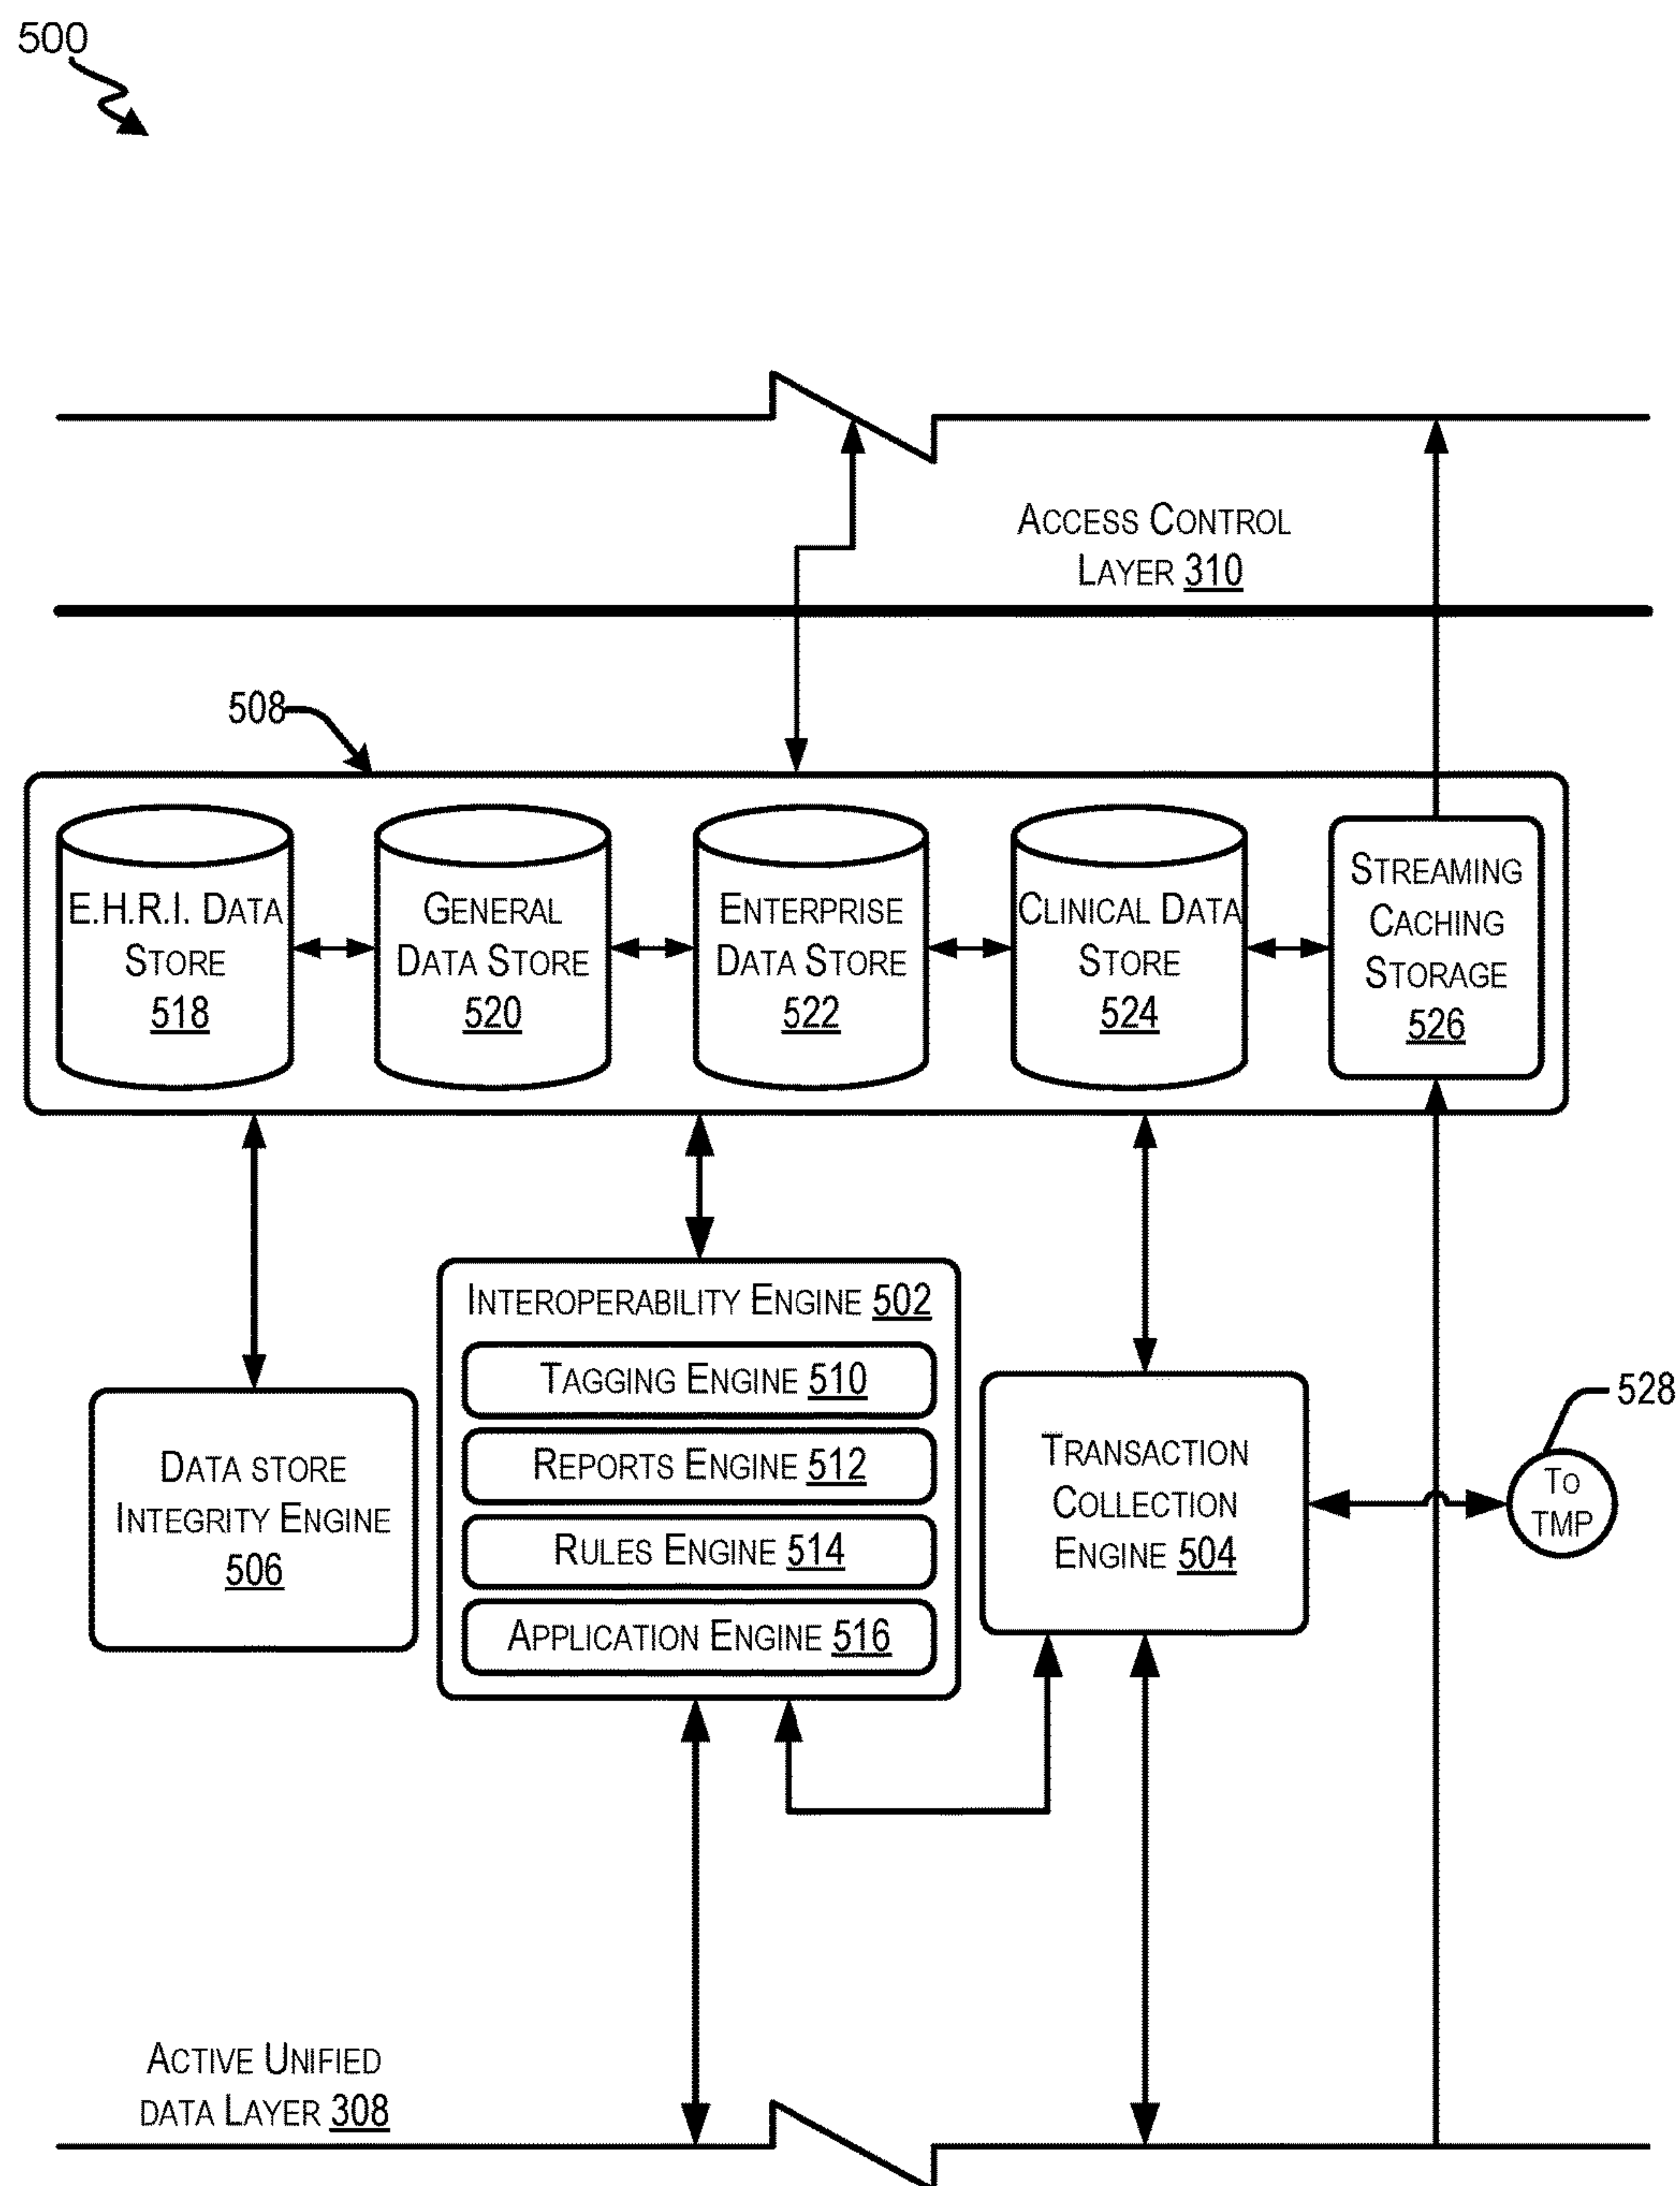 500
ACCESS CONTROL
LAYER 310
508
E.H.R.I. DATA
STORE
518
GENERAL
DATA STORE
520
ENTERPRISE
DATA STORE
522
CLINICAL DATA
STORE
524
STREAMING
CACHING
STORAGE
526
INTEROPERABILITY ENGINE 502
TAGGING ENGINE 510
REPORTS ENGINE 512
RULES ENGINE 514
APPLICATION ENGINE 516
DATA STORE
INTEGRITY ENGINE
506
TRANSACTION
COLLECTION
ENGINE 504
528
TO
TMP
ACTIVE UNIFIED
DATA LAYER 308